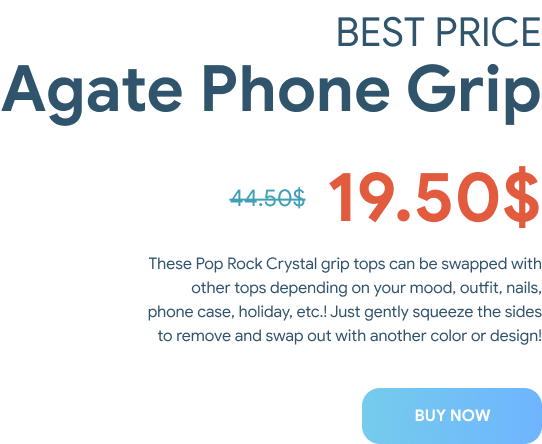 BEST PRICE
Agate Phone Grip
44.50$ 19.50$
These Pop Rock Crystal grip tops can be swapped with
other tops depending on your mood, outfit, nails,
phone case, holiday, etc.! Just gently squeeze the sides
to remove and swap out with another color or design!
BUY NOW